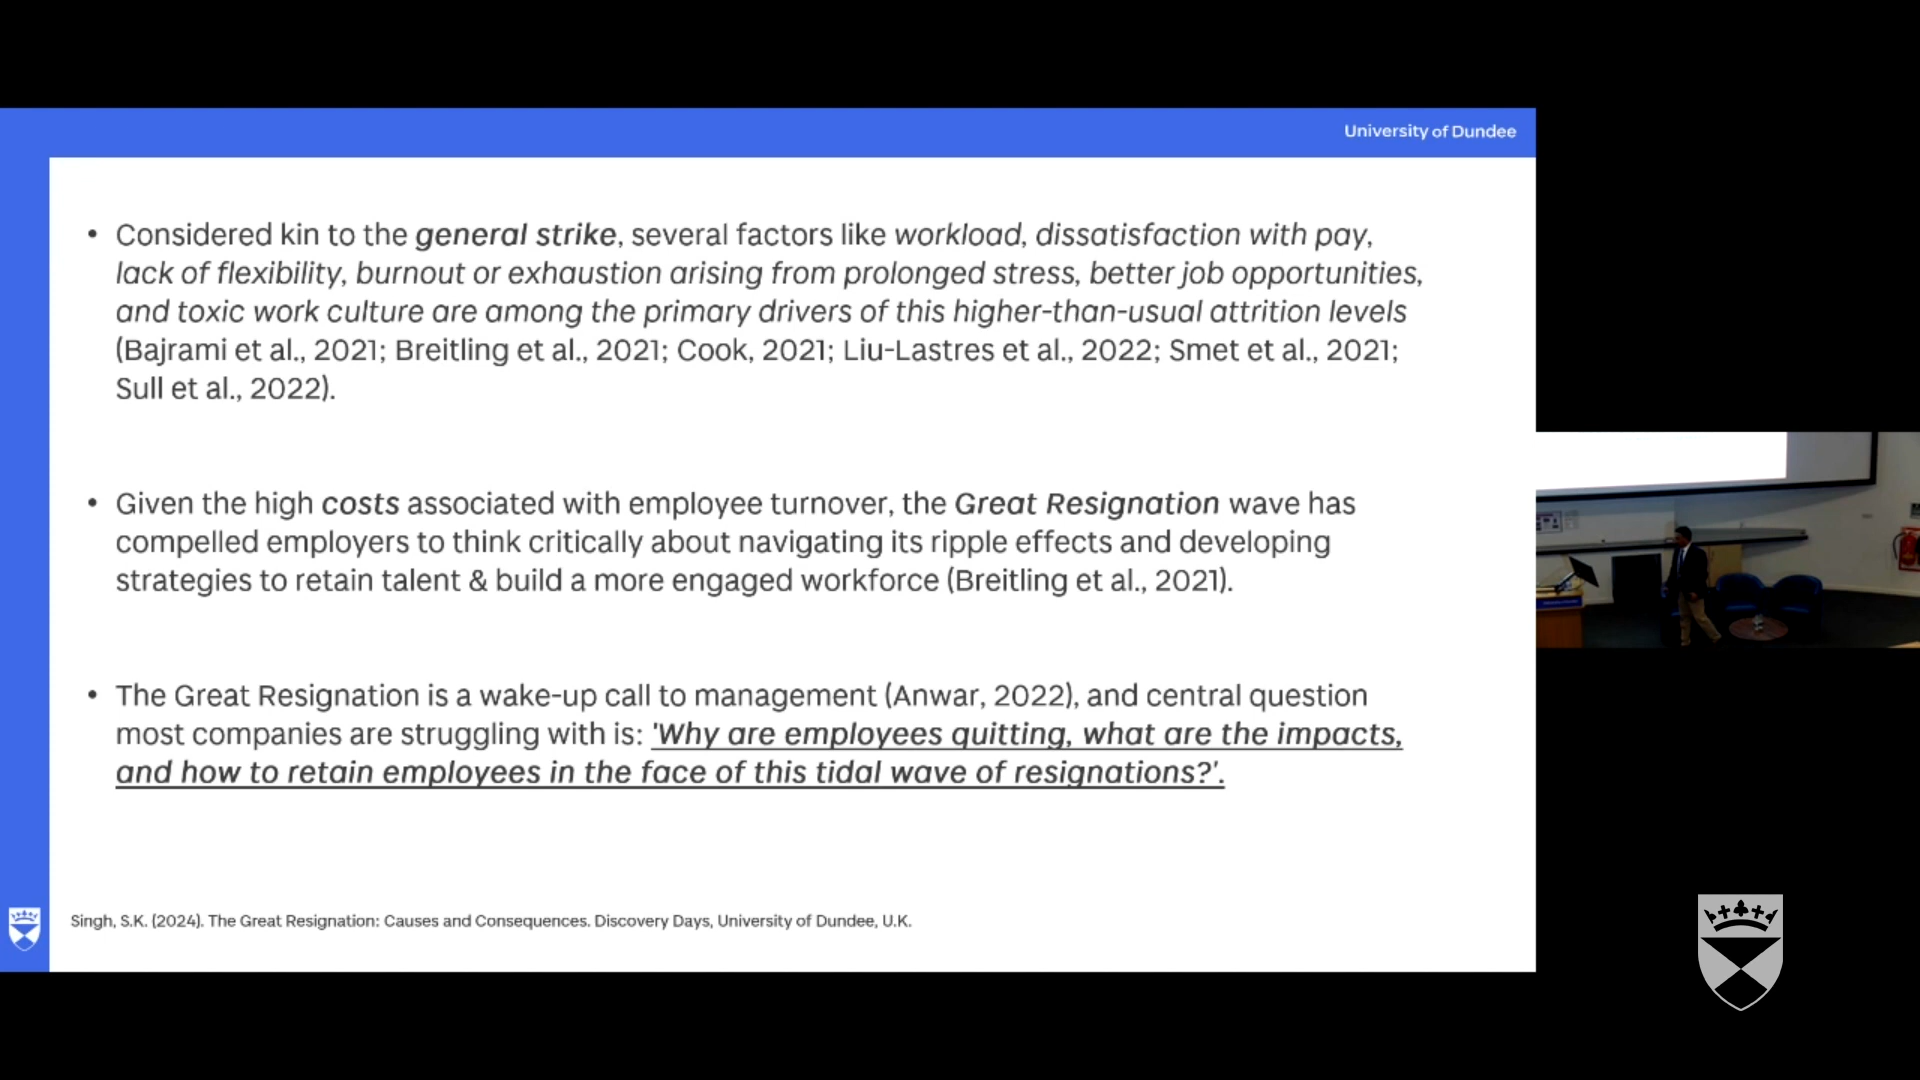 University of Dundee
• Considered kin to the general strike, several factors like workload, dissatisfaction with pay,
lack of flexibility, burnout or exhaustion arising from prolonged stress, better job opportunities,
and toxic work culture are among the primary drivers of this higher-than-usual attrition levels
(Bajrami et al., 2021; Breitling et al., 2021; Cook, 2021; Liu-Lastres et al., 2022; Smet et al., 2021;
Sull et al., 2022).
• Given the high costs associated with employee turnover, the Great Resignation wave has
compelled employers to think critically about navigating its ripple effects and developing
strategies to retain talent & build a more engaged workforce (Breitling et al., 2021).
• The Great Resignation is a wake-up call to management (Anwar, 2022), and central question
most companies are struggling with is: 'Why are employees quitting, what are the impacts,
and how to retain employees in the face of this tidal wave of resignations?'.
Singh, S.K. (2024). The Great Resignation: Causes and Consequences. Discovery Days, University of Dundee, U.K.